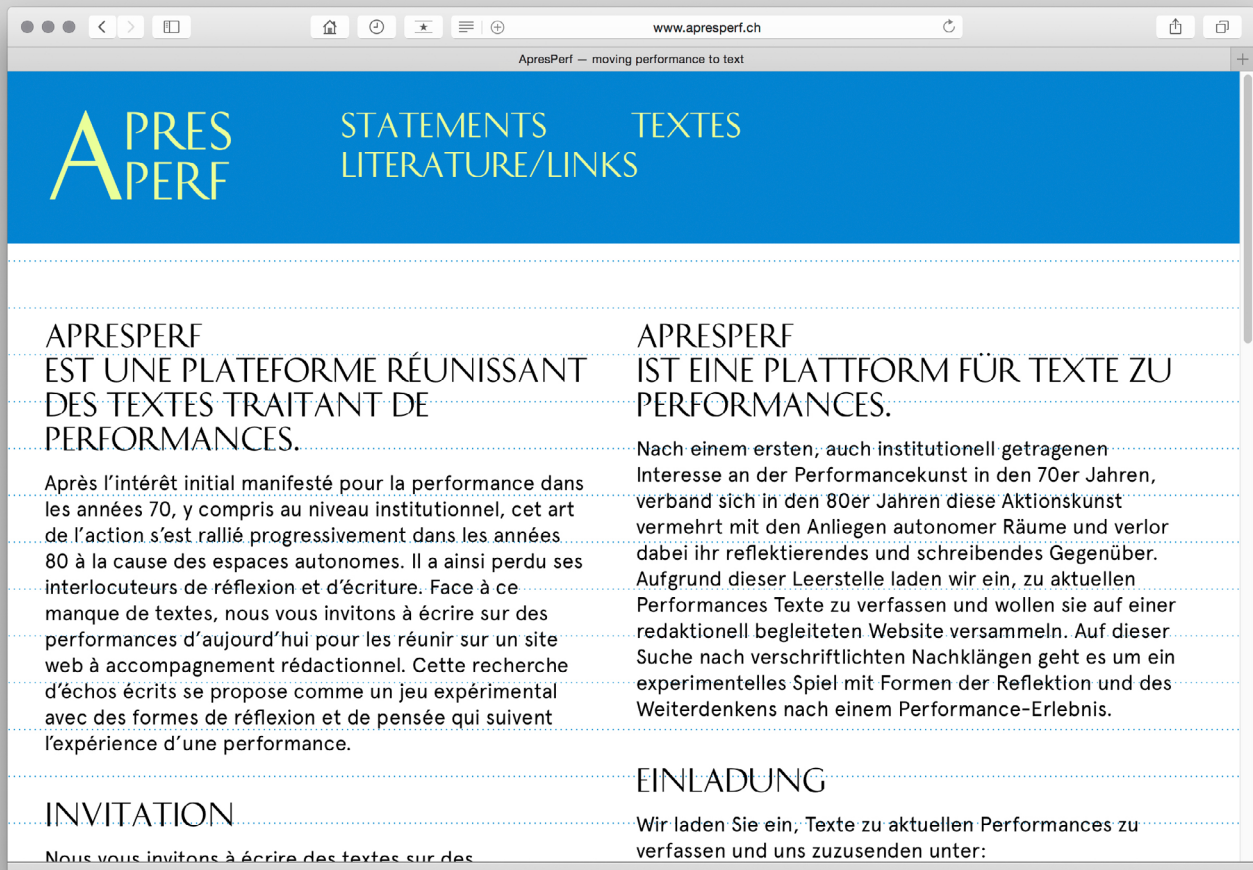 www.apresperf.ch
ApresPerf — moving performance to text
APRES
PERF
STATEMENTS TEXTES
LITERATURE/LINKS
APRESPERF
EST UNE PLATEFORME RÉUNISSANT
DES TEXTES TRAITANT DE
PERFORMANCES.
Après l’intérêt initial manifesté pour la performance dans
les années 70, y compris au niveau institutionnel, cet art
de l’action s’est rallié progressivement dans les années
80 à la cause des espaces autonomes. Il a ainsi perdu ses
interlocuteurs de réflexion et d’écriture. Face à ce
manque de textes, nous vous invitons à écrire sur des
performances d’aujourd’hui pour les réunir sur un site
web à accompagnement rédactionnel. Cette recherche
d’échos écrits se propose comme un jeu expérimental
avec des formes de réflexion et de pensée qui suivent
l’expérience d’une performance.
INVITATION
Nous vous invitons à écrire des textes sur des
APRESPERF
IST EINE PLATTFORM FÜR TEXTE ZU
PERFORMANCES.
Nach einem ersten, auch institutionell getragenen
Interesse an der Performancekunst in den 70er Jahren,
verband sich in den 80er Jahren diese Aktionskunst
vermehrt mit den Anliegen autonomer Räume und verlor
dabei ihr reflektierendes und schreibendes Gegenüber.
Aufgrund dieser Leerstelle laden wir ein, zu aktuellen
Performances Texte zu verfassen und wollen sie auf einer
redaktionell begleiteten Website versammeln. Auf dieser
Suche nach verschriftlichten Nachklängen geht es um ein
experimentelles Spiel mit Formen der Reflektion und des
Weiterdenkens nach einem Performance-Erlebnis.
EINLADUNG
Wir laden Sie ein, Texte zu aktuellen Performances zu
verfassen und uns zuzusenden unter: